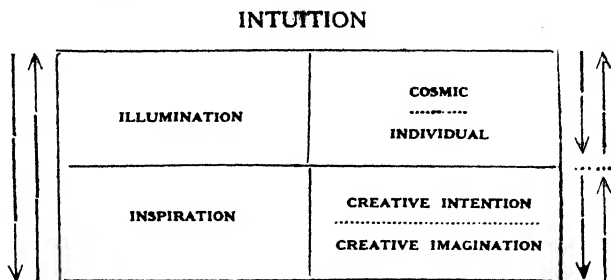 INTUITION
ILLUMINATION
COSMIC
INDIVIDUAL
INSPIRATION
CREATIVE INTENTION
CREATIVE IMAGINATION